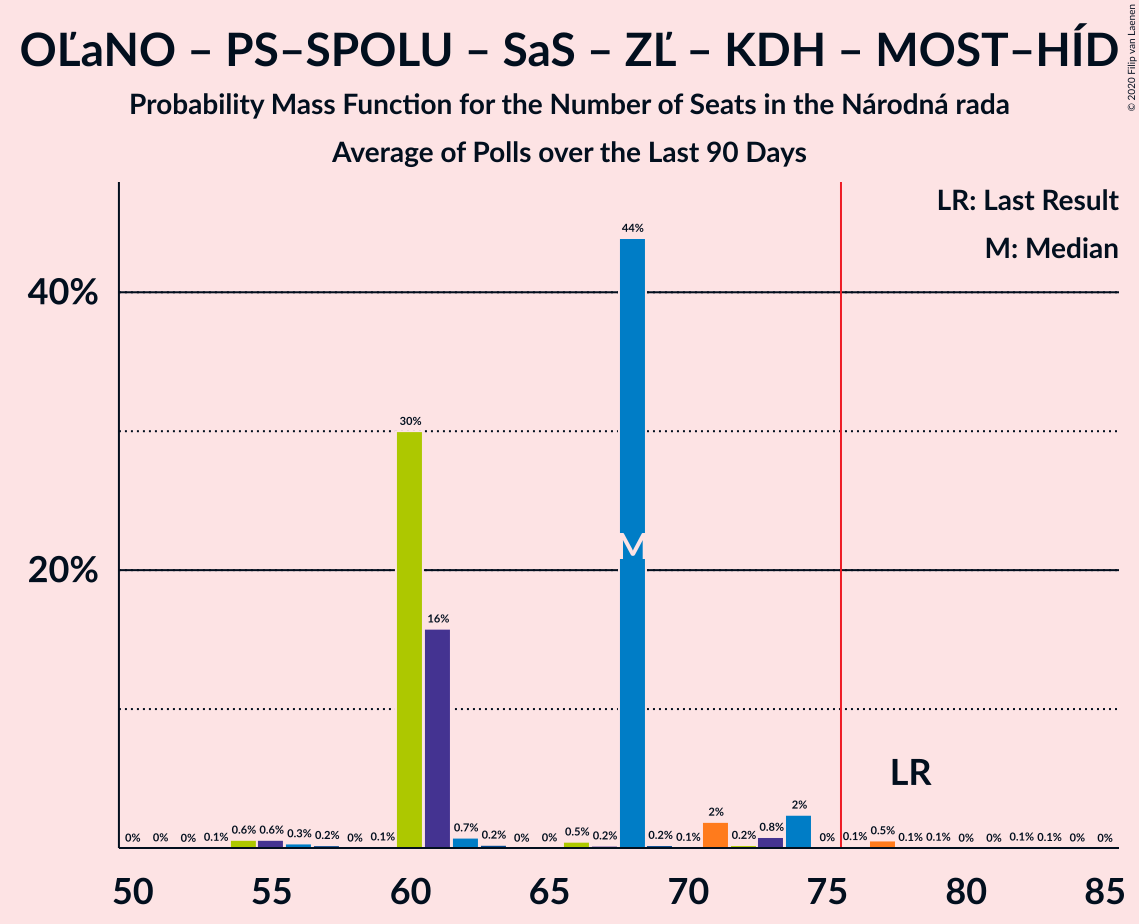 OĽaNO – PS–SPOLU – SaS – ZĽ – KDH – MOST–HÍD
Probability Mass Function for the Number of Seats in the Národná rada
Average of Polls over the Last 90 Days
© 2020 Filip van Laenen
LR: Last Result
M: Median
40%
20%
0% 0% 0% 0.1% 0.6% 0.6% 0.3% 0.2% 0% 0.1% 30% 16% 0.7% 0.2% 0% 0% 0.5% 0.2% 44% 0.2% 0.1% 2% 0.2% 0.8% 2% 0% 0.1% 0.5% 0.1% 0.1% 0% 0% 0.1% 0.1% 0% 0%
M
LR
50 55 60 65 70 75 80 85